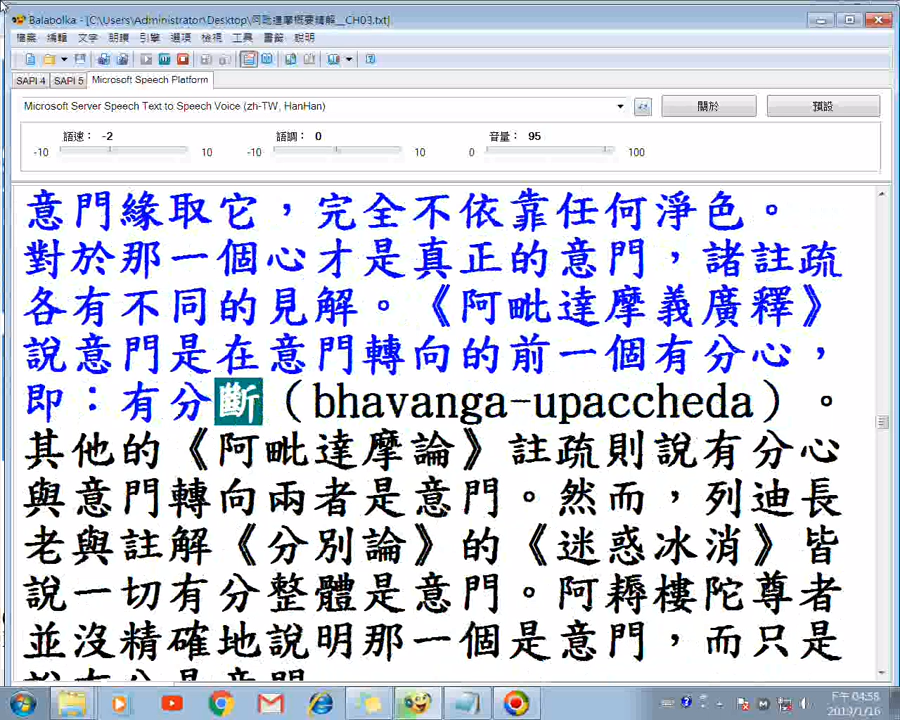 Balabolka - [C:\Users\Administrator\Desktop\阿毗達摩概要精解__CH03.txt]
檔案 編輯 文字 朗讀 引擎 選項 檢視 工具 書籤 說明
SAPI 4 SAPI 5 Microsoft Speech Platform
Microsoft Server Speech Text to Speech Voice (zh-TW, HanHan)
關於 預設
語速： -2 語調： 0 音量： 95
-10 10 -10 10 0 100
意門緣取它，完全不依靠任何淨色。
對於那一個心才是真正的意門，諸註疏
各有不同的見解。《阿毗達摩義廣釋》
說意門是在意門轉向的前一個有分心，
即：有分斷（bhavanga-upaccheda）。
其他的《阿毗達摩論》註疏則說有分心
與意門轉向兩者是意門。然而，列迪長
老與註解《分別論》的《迷惑冰消》皆
說一切有分整體是意門。阿耨樓陀尊者
並沒精確地說明那一個是意門，而只是
下午 04:58
2019/1/16